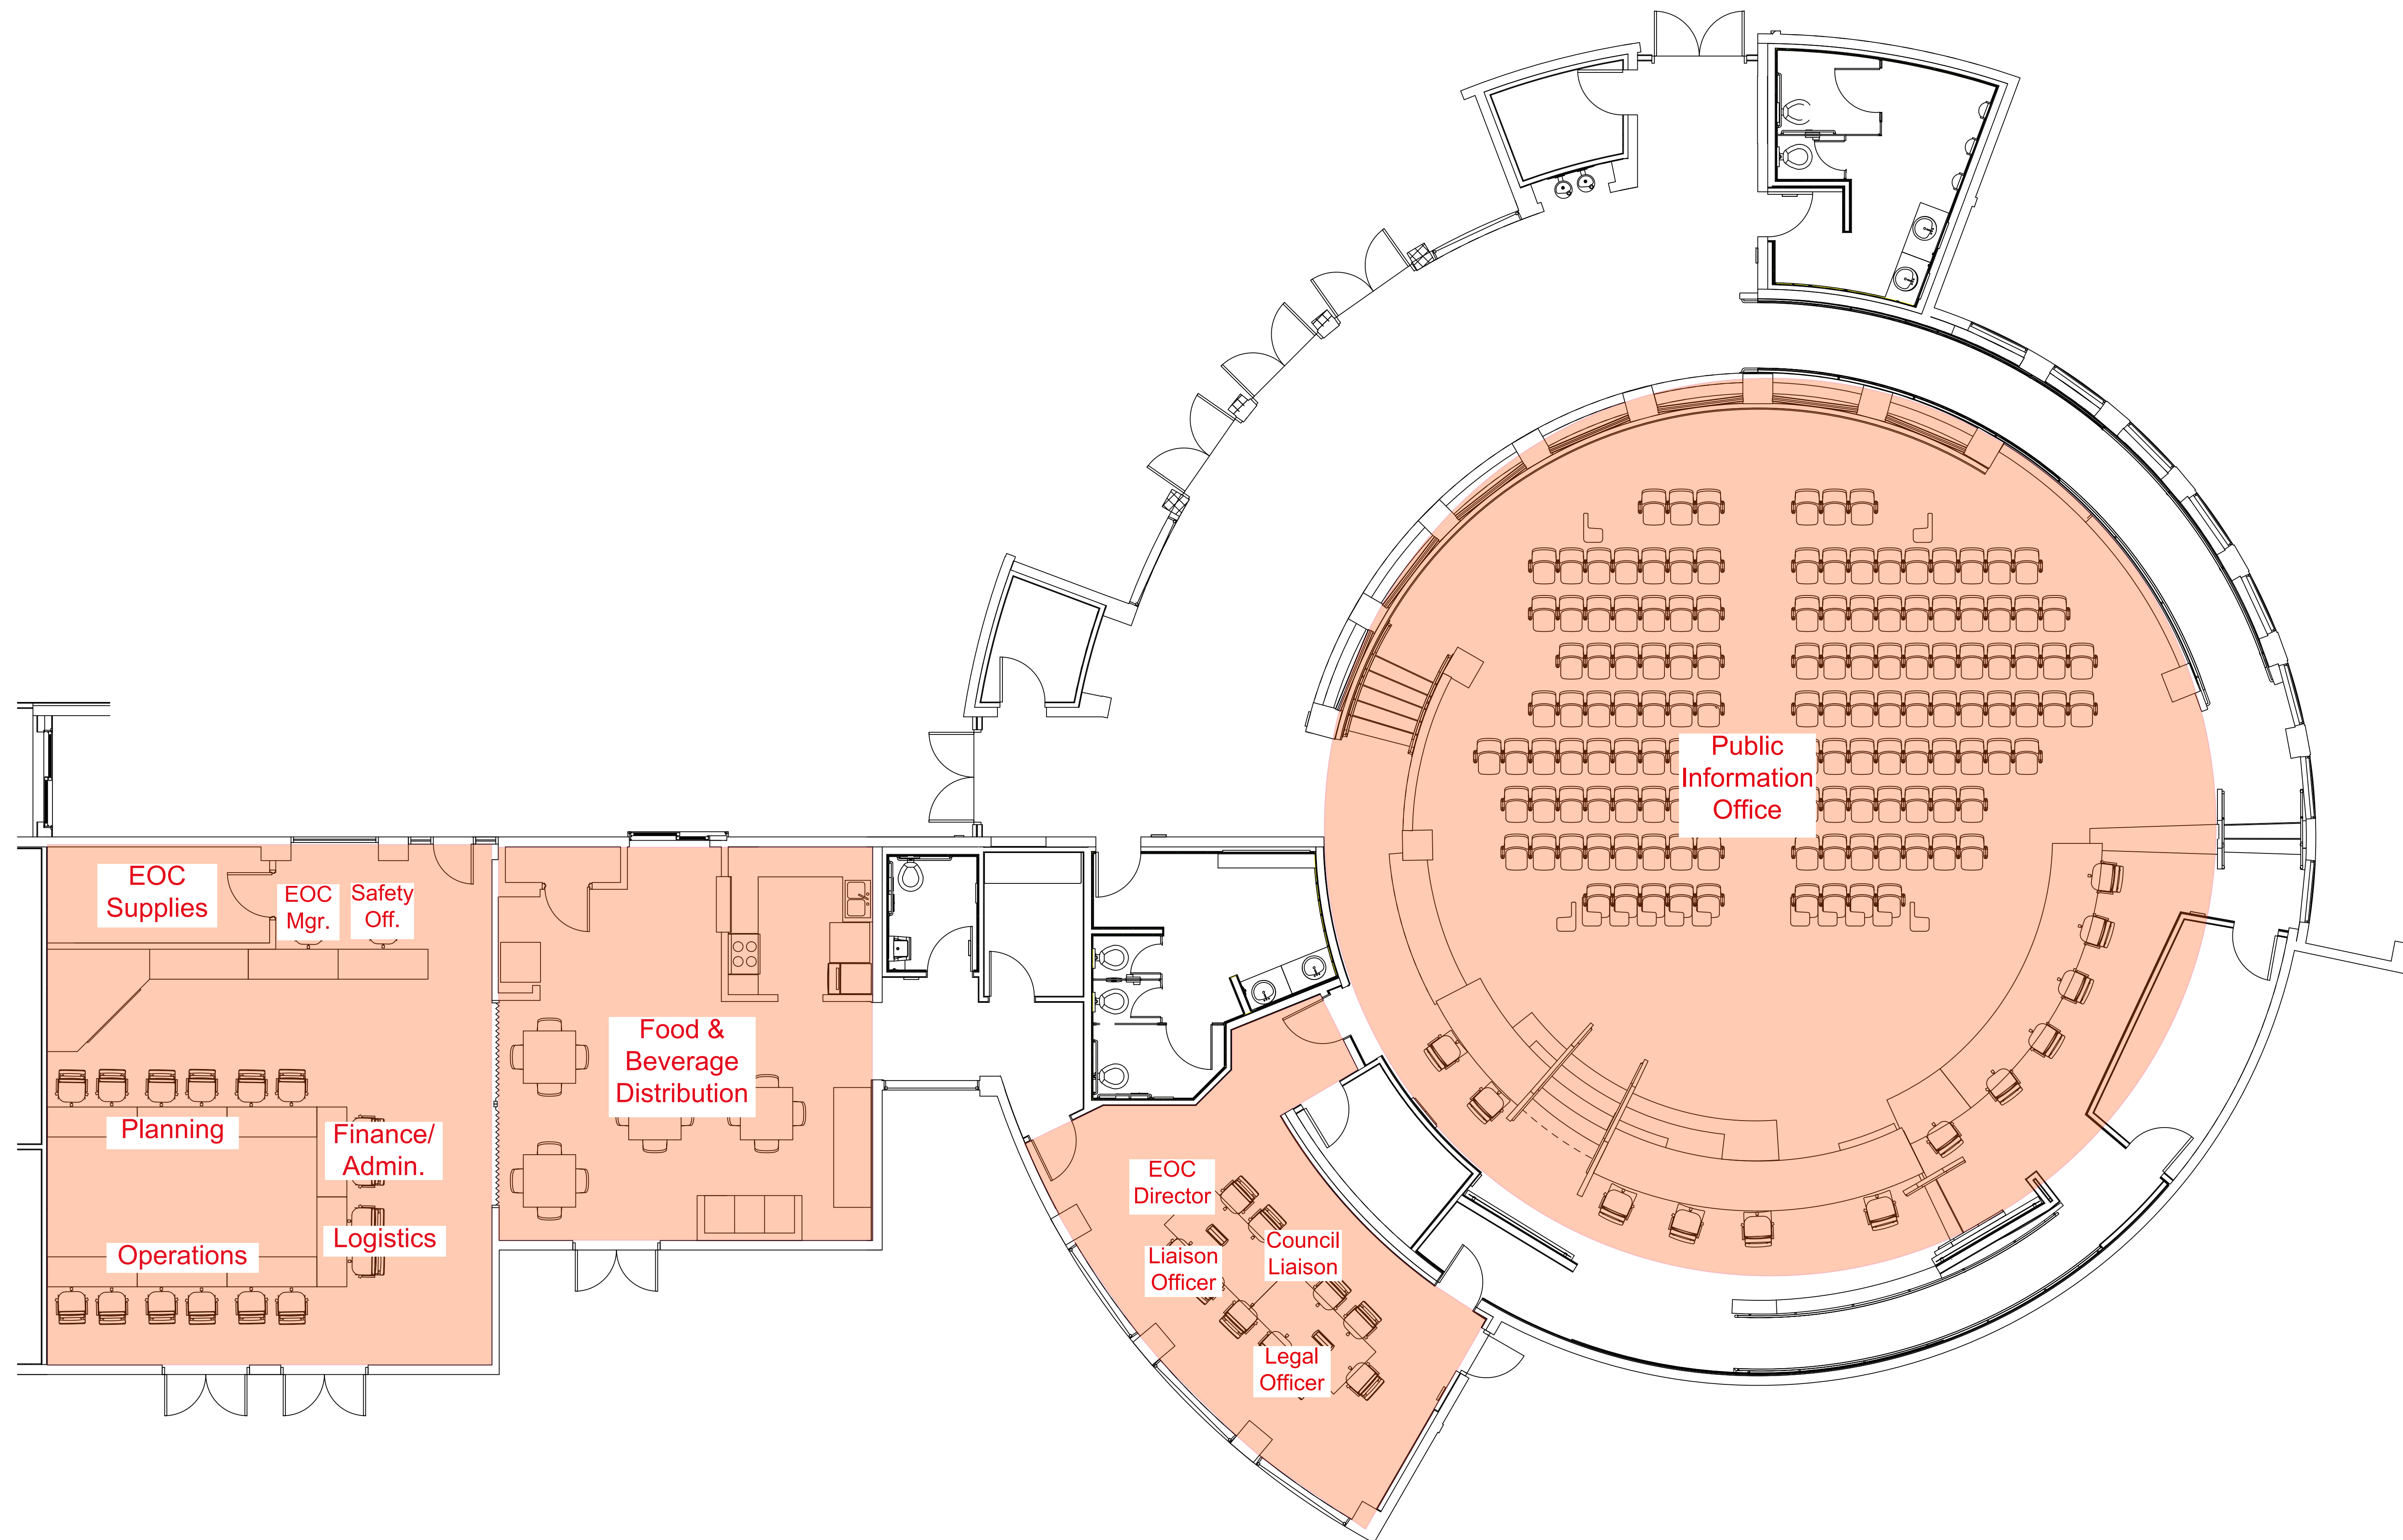 EOC
Supplies
EOC
Mgr.
Safety
Off.
Planning
Finance/
Admin.
Operations
Logistics
Food &
Beverage
Distribution
EOC
Director
Liaison
Officer
Council
Liaison
Legal
Officer
Public
Information
Office